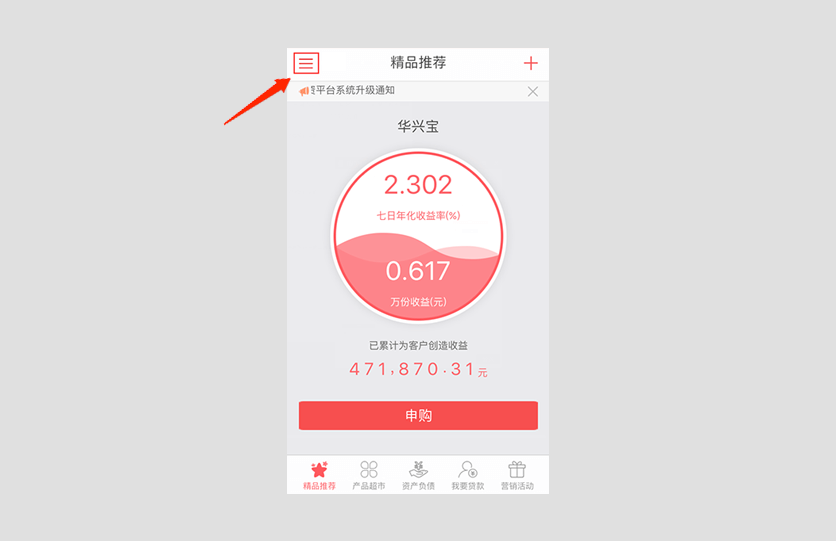 精品推荐
平台系统升级通知
华兴宝
2.302
七日年化收益率(%)
0.617
万份收益(元)
已累计为客户创造收益
471,870.31元
申购
精品推荐 产品超市 资产负债 我要贷款 营销活动